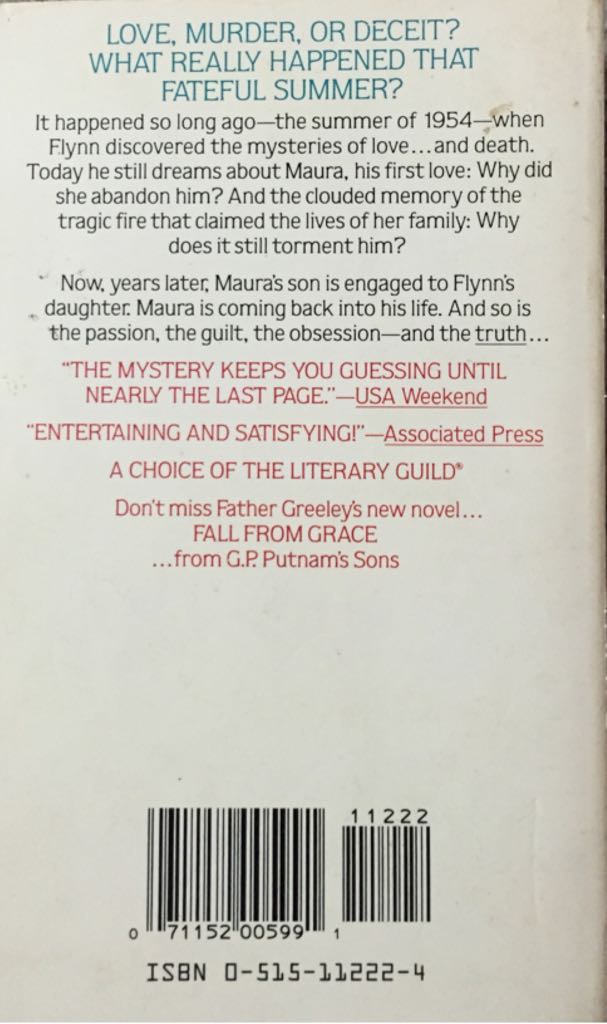 LOVE, MURDER, OR DECEIT?
WHAT REALLY HAPPENED THAT
FATEFUL SUMMER?
It happened so long ago—the summer of 1954—when
Flynn discovered the mysteries of love...and death.
Today he still dreams about Maura, his first love: Why did
she abandon him? And the clouded memory of the
tragic fire that claimed the lives of her family: Why
does it still torment him?
Now, years later, Maura's son is engaged to Flynn's
daughter. Maura is coming back into his life. And so is
the passion, the guilt, the obsession—and the truth...
"THE MYSTERY KEEPS YOU GUESSING UNTIL
NEARLY THE LAST PAGE."—USA Weekend
"ENTERTAINING AND SATISFYING!"—Associated Press
A CHOICE OF THE LITERARY GUILD®
Don't miss Father Greeley's new novel...
FALL FROM GRACE
...from G.P. Putnam's Sons
11222
0 71152 00599 1
ISBN 0-515-11222-4